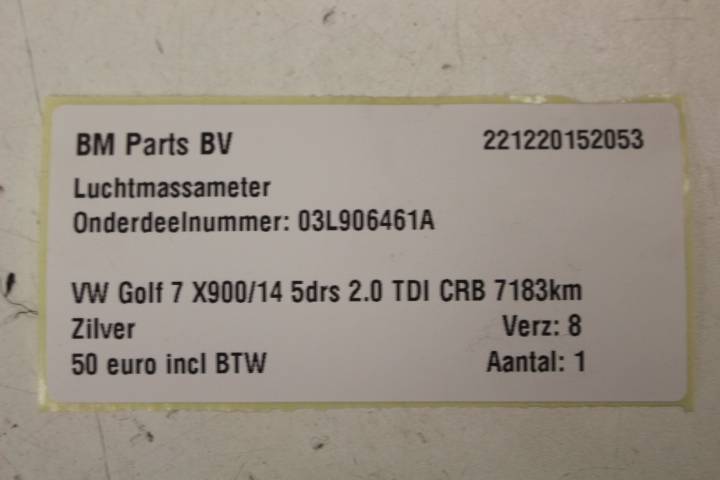 BM Parts BV 221220152053
Luchtmassameter
Onderdeelnummer: 03L906461A
VW Golf 7 X900/14 5drs 2.0 TDI CRB 7183km
Zilver Verz: 8
50 euro incl BTW Aantal: 1